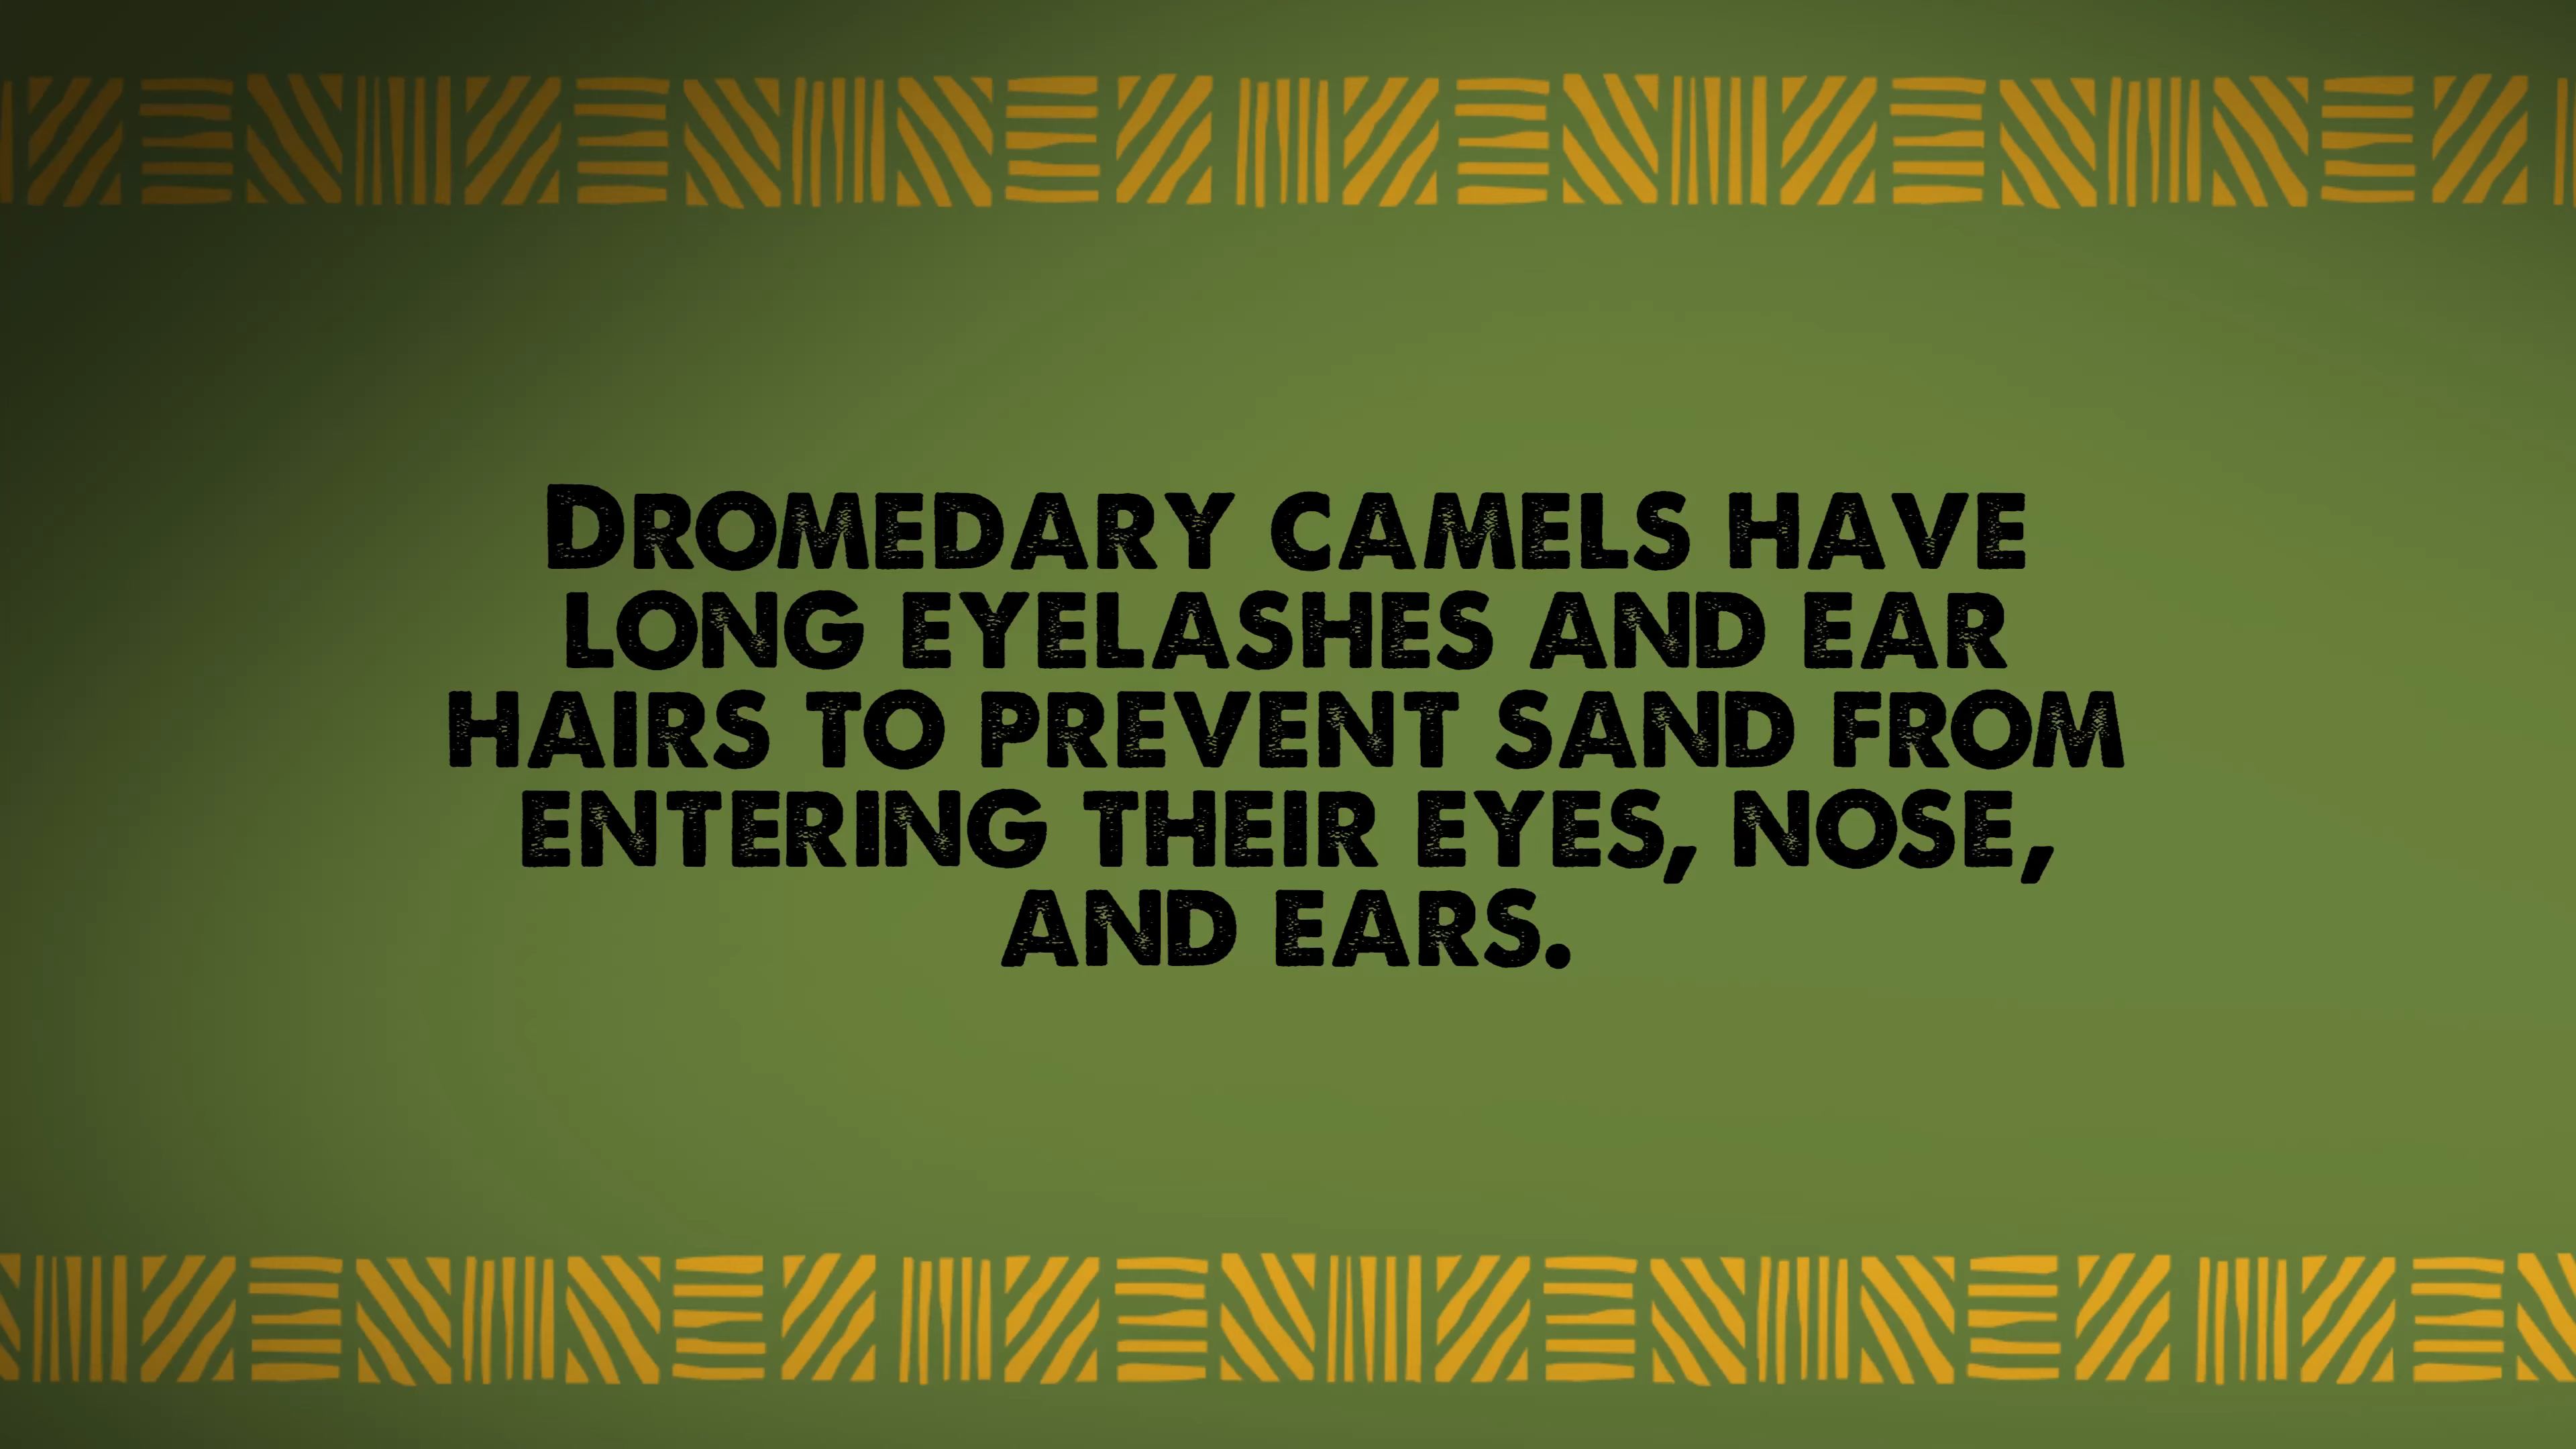 Dromedary camels have
long eyelashes and ear
hairs to prevent sand from
entering their eyes, nose,
and ears.